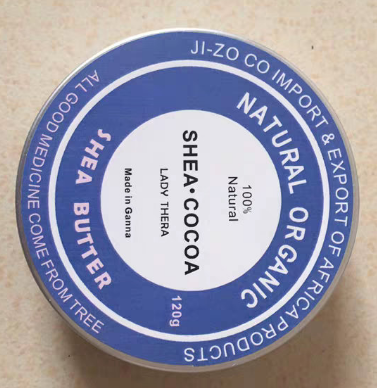 JI-ZO CO IMPORT & EXPORT OF AFRICA PRODUCTS
NATURAL ORGANIC
100%
Natural
SHEA•COCOA
LADY THERA
Made in Ganna
SHEA BUTTER
120g
ALL GOOD MEDICINE COME FROM TREE